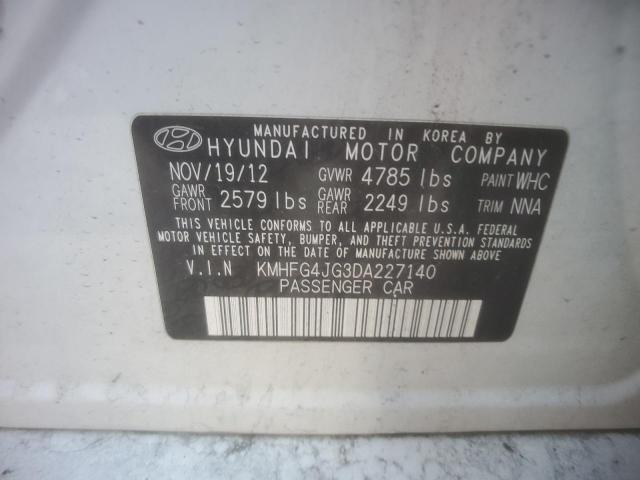 MANUFACTURED IN KOREA BY
HYUNDAI MOTOR COMPANY
NOV/19/12 GVWR 4785 lbs PAINT WHC
GAWR FRONT 2579 lbs GAWR REAR 2249 lbs TRIM NNA
THIS VEHICLE CONFORMS TO ALL APPLICABLE U.S.A. FEDERAL
MOTOR VEHICLE SAFETY, BUMPER, AND THEFT PREVENTION STANDARDS
IN EFFECT ON THE DATE OF MANUFACTURE SHOWN ABOVE.
V.I.N KMHFG4JG3DA227140
PASSENGER CAR